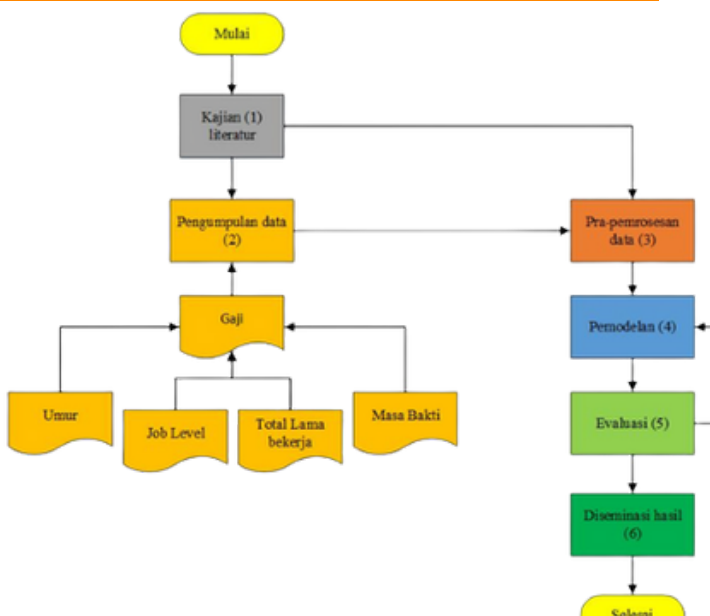 Mulai
Kajian (1)
literatur
Pengumpulan data
(2)
Pra-pemrosesan
data (3)
Gaji
Pemodelan (4)
Umur
Job Level
Total Lama
bekerja
Masa Bakti
Evaluasi (5)
Diseminasi hasil
(6)
Selesai